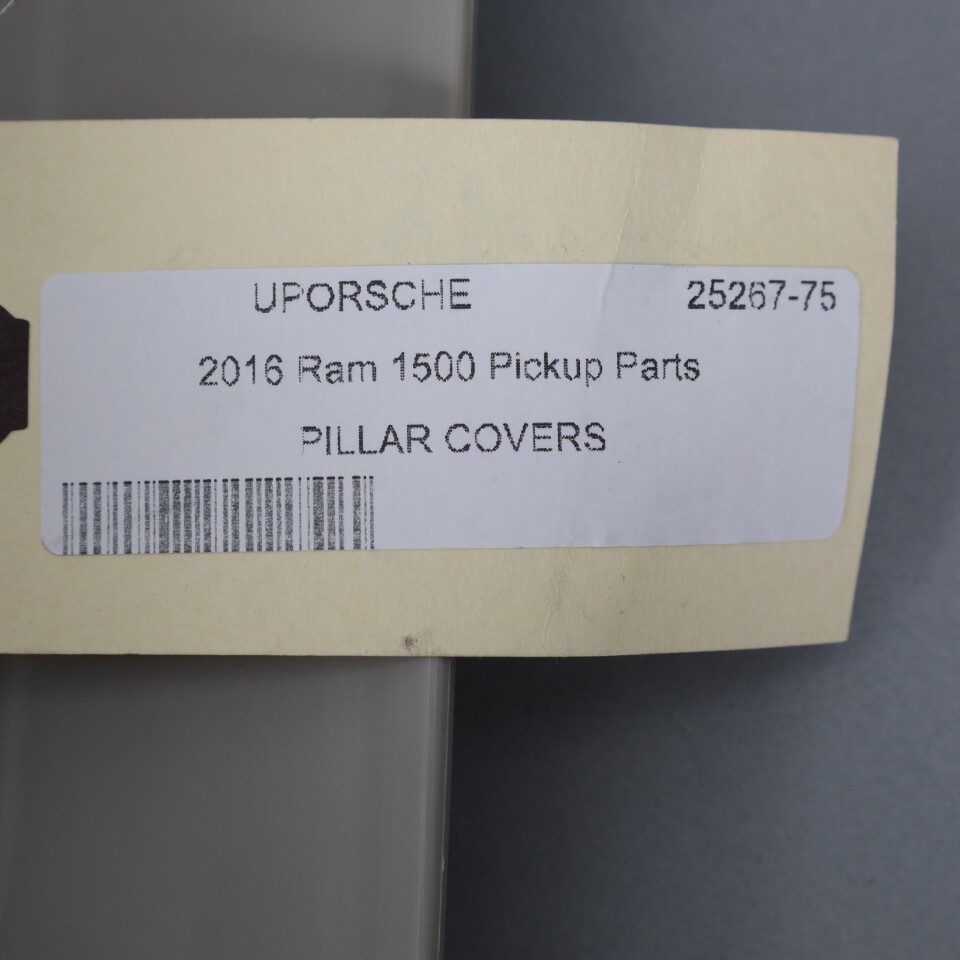 UPORSCHE 25267-75
2016 Ram 1500 Pickup Parts
PILLAR COVERS